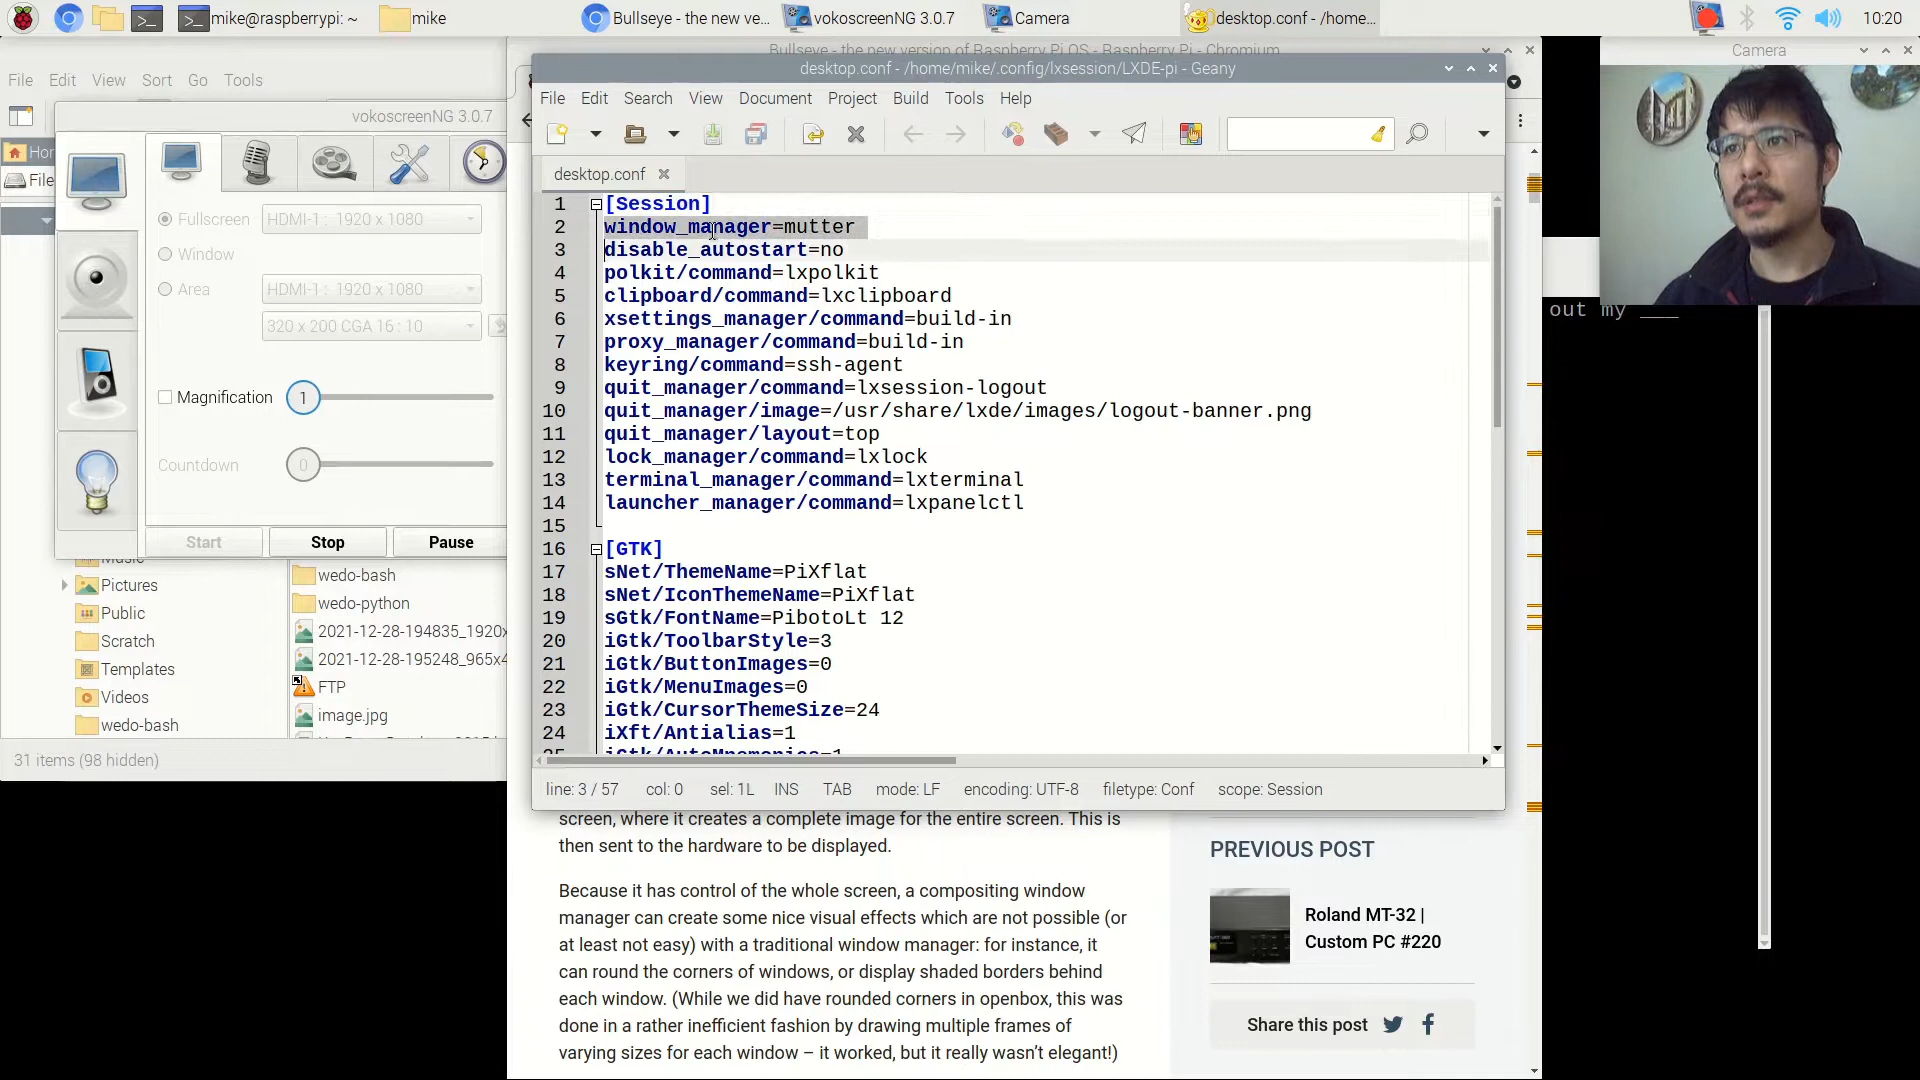 mike@raspberrypi: ~
mike
Bullseye - the new ve...
vokoscreenNG 3.0.7
Camera
desktop.conf - /home...
10:20
Bullseye - the new version of Raspberry Pi OS - Raspberry Pi - Chromium
Camera
File Edit View Sort Go Tools
vokoscreenNG 3.0.7
Fullscreen
HDMI-1 : 1920 x 1080
Window
Area
HDMI-1 : 1920 x 1080
320 x 200 CGA 16 : 10
Magnification
1
Countdown
0
Start
Stop
Pause
Pictures
Public
Scratch
Templates
Videos
wedo-bash
wedo-bash
wedo-python
2021-12-28-194835_1920x
2021-12-28-195248_965x4
FTP
image.jpg
31 items (98 hidden)
desktop.conf - /home/mike/.config/lxsession/LXDE-pi - Geany
File Edit Search View Document Project Build Tools Help
desktop.conf
1 [Session]
2 window_manager=mutter
3 disable_autostart=no
4 polkit/command=lxpolkit
5 clipboard/command=lxclipboard
6 xsettings_manager/command=build-in
7 proxy_manager/command=build-in
8 keyring/command=ssh-agent
9 quit_manager/command=lxsession-logout
10 quit_manager/image=/usr/share/lxde/images/logout-banner.png
11 quit_manager/layout=top
12 lock_manager/command=lxlock
13 terminal_manager/command=lxterminal
14 launcher_manager/command=lxpanelctl
15
16 [GTK]
17 sNet/ThemeName=PiXflat
18 sNet/IconThemeName=PiXflat
19 sGtk/FontName=PibotoLt 12
20 iGtk/ToolbarStyle=3
21 iGtk/ButtonImages=0
22 iGtk/MenuImages=0
23 iGtk/CursorThemeSize=24
24 iXft/Antialias=1
line: 3 / 57 col: 0 sel: 1L INS TAB mode: LF encoding: UTF-8 filetype: Conf scope: Session
out my ___
screen, where it creates a complete image for the entire screen. This is
then sent to the hardware to be displayed.
Because it has control of the whole screen, a compositing window
manager can create some nice visual effects which are not possible (or
at least not easy) with a traditional window manager: for instance, it
can round the corners of windows, or display shaded borders behind
each window. (While we did have rounded corners in openbox, this was
done in a rather inefficient fashion by drawing multiple frames of
varying sizes for each window – it worked, but it really wasn't elegant!)
PREVIOUS POST
Roland MT-32 |
Custom PC #220
Share this post